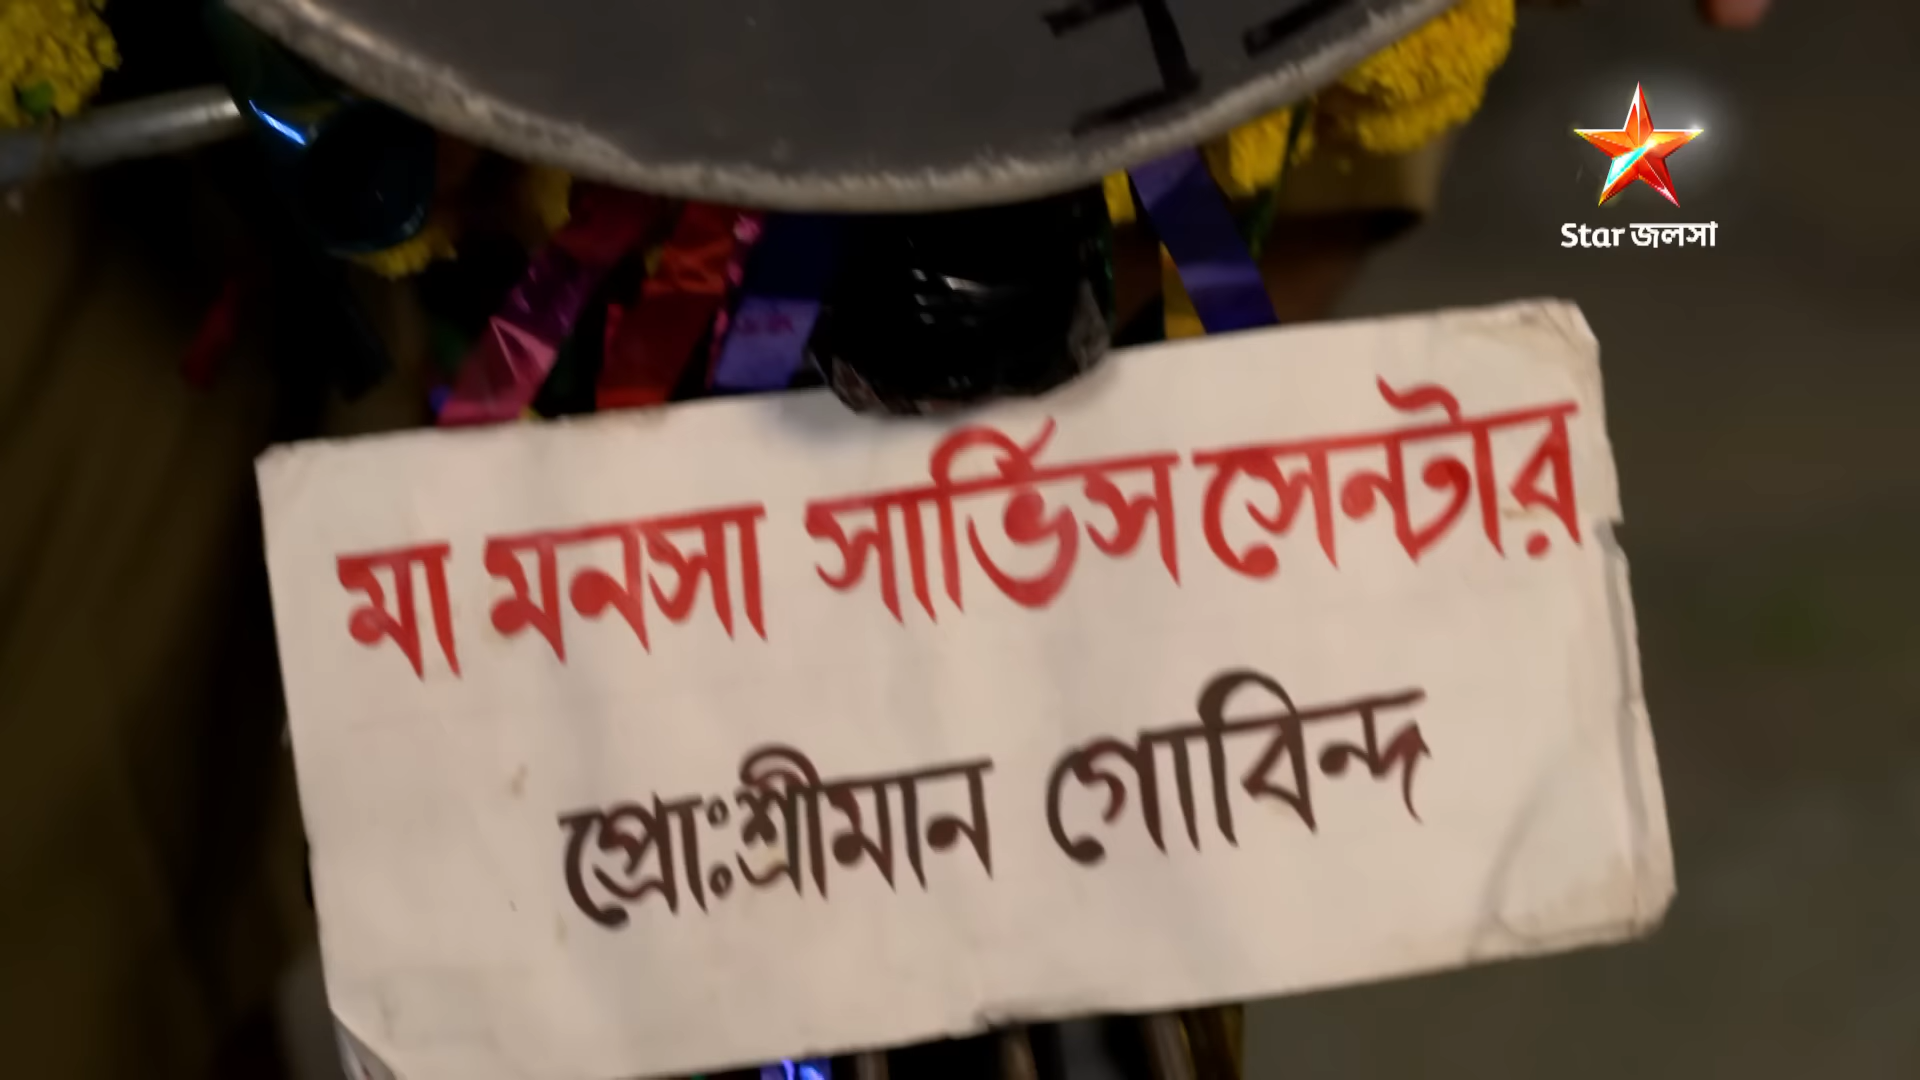 Star জলসা
মা মনসা সার্ভিস সেন্টার
প্রোঃ শ্রীমান গোবিন্দ